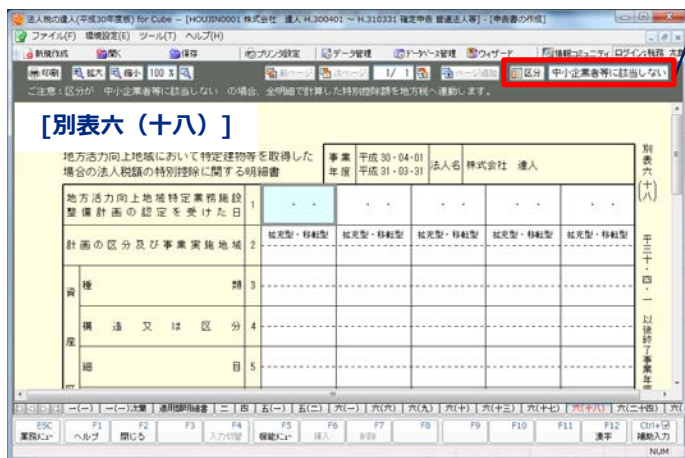 法人税の達人(平成30年度版) for Cube - [HOUJIN0001 株式会社 達人 H.300401 ～ H.310331 確定申告 普通法人等] - [申告書の作成]
ファイル(F) 環境設定(E) ツール(T) ヘルプ(H)
新規作成 開く 保存 プリンタ設定 データ管理 データベース管理 ウィザード 情報コミュニティ ログイン:税務 太
印刷 拡大 縮小 100 % 前ページ 次ページ 1/ 1 ページ追加 区分 中小企業者等に該当しない
ご注意：区分が 中小企業者等に該当しない の場合、全明細で計算した特別控除額を地方税へ連動します。
[別表六（十八）]
地方活力向上地域において特定建物等を取得した場合の法人税額の特別控除に関する明細書
事業年度 平成 30・04・01 平成 31・03・31 法人名 株式会社 達人
別表六(十八)
地方活力向上地域特定業務施設整備計画の認定を受けた日 1 ・ ・ ・ ・ ・ ・ ・ ・ ・ ・
計画の区分及び事業実施地域 2 拡充型・移転型 拡充型・移転型 拡充型・移転型 拡充型・移転型 拡充型・移転型
平三十・四・一 以後終了事業年度
資産
種類 3
構造又は区分 4
細目 5
一(一) 一(一)次葉 適用額明細書 二 四 五(一) 五(二) 六(一) 六(六) 六(九) 六(十) 六(十三) 六(十七) 六(十八) 六(二十四) 六(
ESC F1 F2 F3 F4 F5 F6 F7 F8 F9 F10 F11 F12 Ctrl+
業務ﾒﾆｭｰ ヘルプ 閉じる 入力切替 機能ﾒﾆｭｰ 挿入 削除 漢字 補助入力
NUM